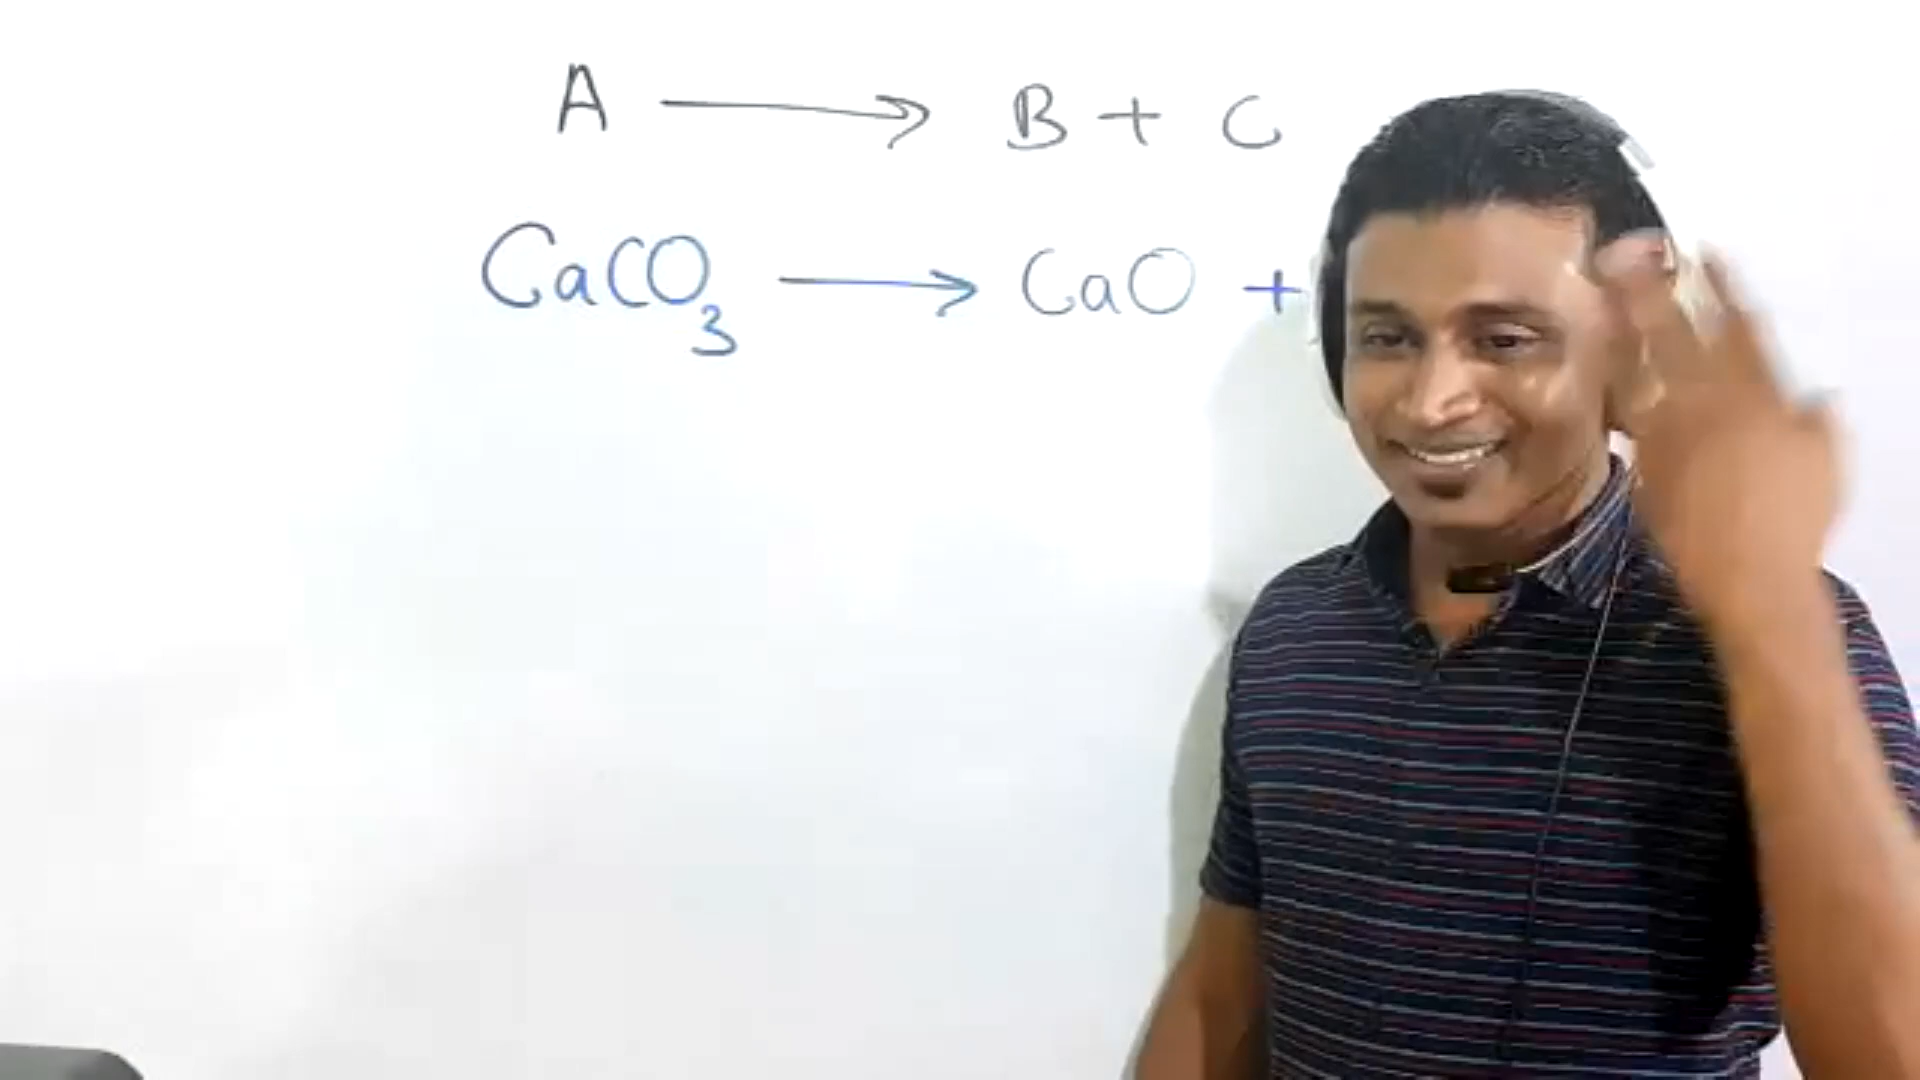 A → B + C
CaCO₃ → CaO +